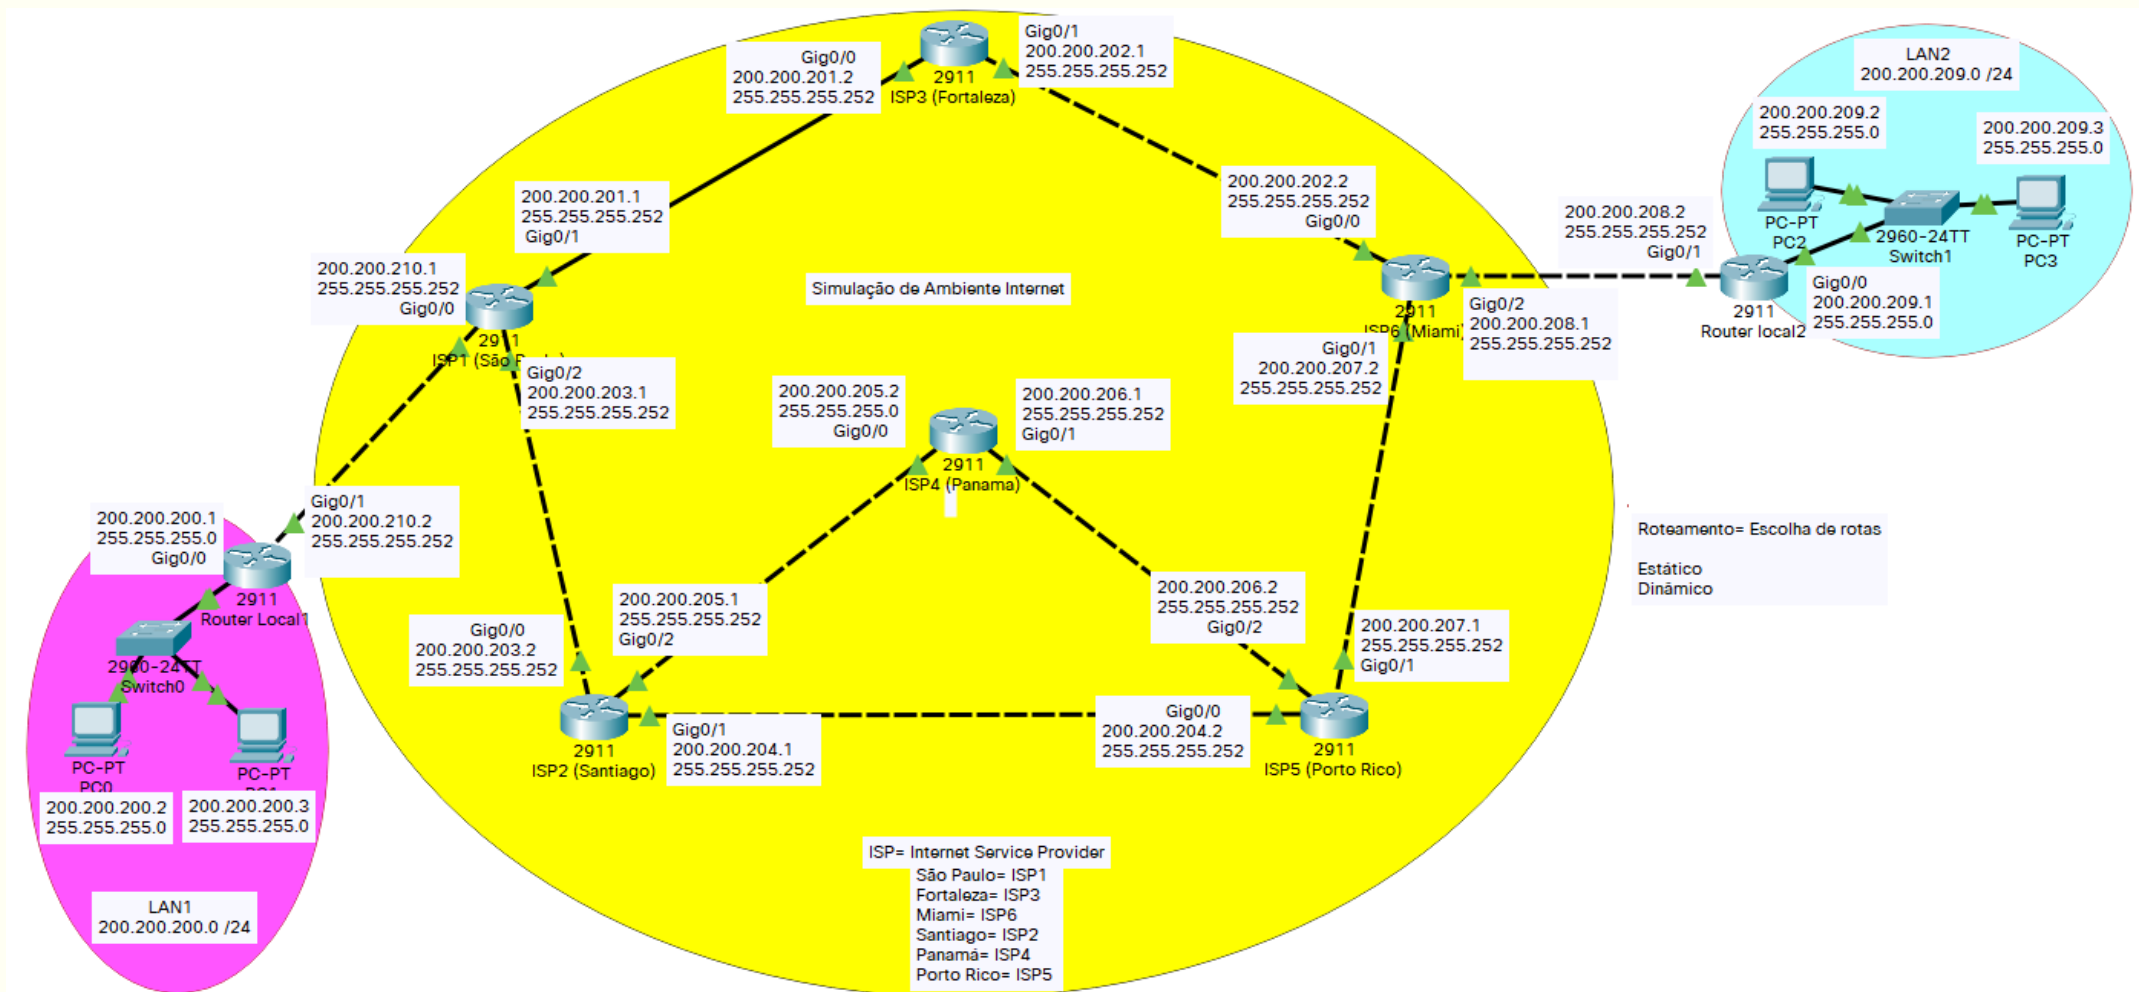 Gig0/0
200.200.201.2
255.255.255.252
2911
ISP3 (Fortaleza)
Gig0/1
200.200.202.1
255.255.255.252
LAN2
200.200.209.0 /24
200.200.209.2
255.255.255.0
200.200.209.3
255.255.255.0
PC-PT
PC2
2960-24TT
Switch1
PC-PT
PC3
200.200.201.1
255.255.255.252
Gig0/1
200.200.202.2
255.255.255.252
Gig0/0
200.200.208.2
255.255.255.252
Gig0/1
200.200.210.1
255.255.255.252
Gig0/0
Simulação de Ambiente Internet
2911
ISP1 (São
2911
ISP6 (Miami)
Gig0/2
200.200.208.1
255.255.255.252
2911
Router local2
Gig0/0
200.200.209.1
255.255.255.0
Gig0/2
200.200.203.1
255.255.255.252
Gig0/1
200.200.207.2
255.255.255.252
200.200.205.2
255.255.255.0
Gig0/0
200.200.206.1
255.255.255.252
Gig0/1
2911
ISP4 (Panama)
200.200.200.1
255.255.255.0
Gig0/0
Gig0/1
200.200.210.2
255.255.255.252
Roteamento= Escolha de rotas
Estático
Dinâmico
2911
Router Local1
200.200.205.1
255.255.255.252
Gig0/2
200.200.206.2
255.255.255.252
Gig0/2
Gig0/0
200.200.203.2
255.255.255.252
200.200.207.1
255.255.255.252
Gig0/1
2960-24TT
Switch0
Gig0/1
200.200.204.1
255.255.255.252
Gig0/0
200.200.204.2
255.255.255.252
2911
ISP2 (Santiago)
2911
ISP5 (Porto Rico)
PC-PT
PC0
PC-PT
200.200.200.2
255.255.255.0
200.200.200.3
255.255.255.0
LAN1
200.200.200.0 /24
ISP= Internet Service Provider
São Paulo= ISP1
Fortaleza= ISP3
Miami= ISP6
Santiago= ISP2
Panamá= ISP4
Porto Rico= ISP5